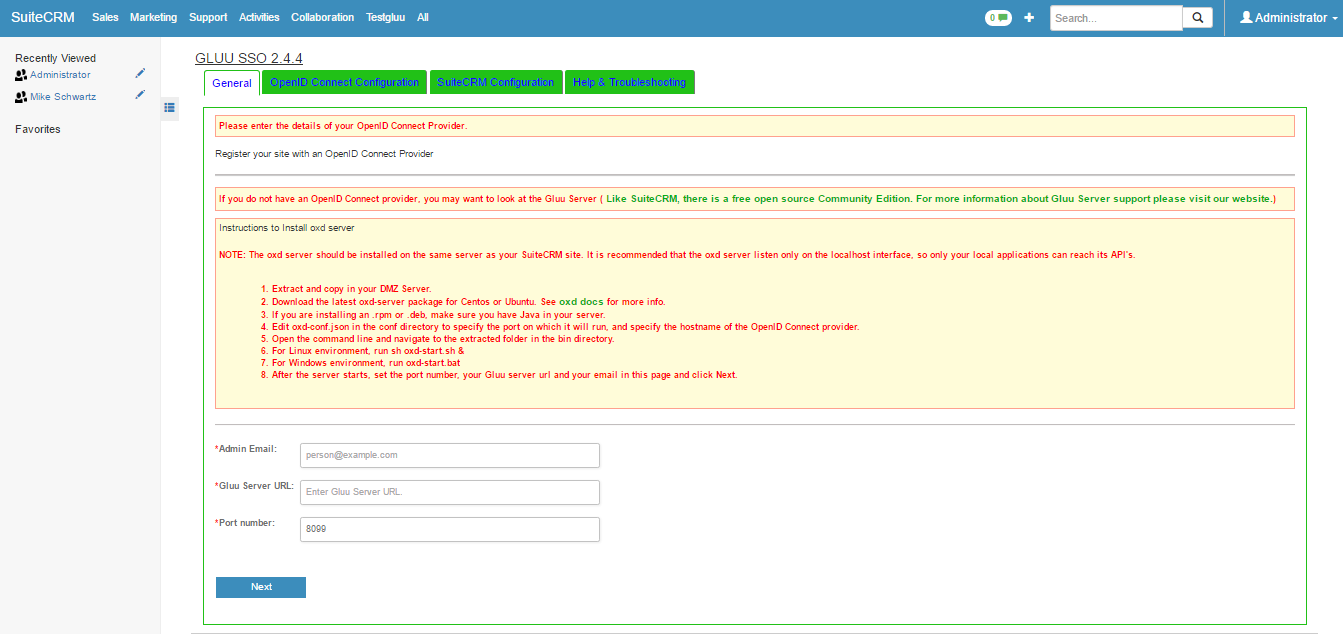 SuiteCRM Sales Marketing Support Activities Collaboration Testgluu All 0 Search... Administrator
Recently Viewed
Administrator
Mike Schwartz
Favorites
GLUU SSO 2.4.4
General OpenID Connect Configuration SuiteCRM Configuration Help & Troubleshooting
Please enter the details of your OpenID Connect Provider.
Register your site with an OpenID Connect Provider
If you do not have an OpenID Connect provider, you may want to look at the Gluu Server ( Like SuiteCRM, there is a free open source Community Edition. For more information about Gluu Server support please visit our website.)
Instructions to Install oxd server
NOTE: The oxd server should be installed on the same server as your SuiteCRM site. It is recommended that the oxd server listen only on the localhost interface, so only your local applications can reach its API's.
1. Extract and copy in your DMZ Server.
2. Download the latest oxd-server package for Centos or Ubuntu. See oxd docs for more info.
3. If you are installing an .rpm or .deb, make sure you have Java in your server.
4. Edit oxd-conf.json in the conf directory to specify the port on which it will run, and specify the hostname of the OpenID Connect provider.
5. Open the command line and navigate to the extracted folder in the bin directory.
6. For Linux environment, run sh oxd-start.sh &
7. For Windows environment, run oxd-start.bat
8. After the server starts, set the port number, your Gluu server url and your email in this page and click Next.
*Admin Email: person@example.com
*Gluu Server URL: Enter Gluu Server URL.
*Port number: 8099
Next